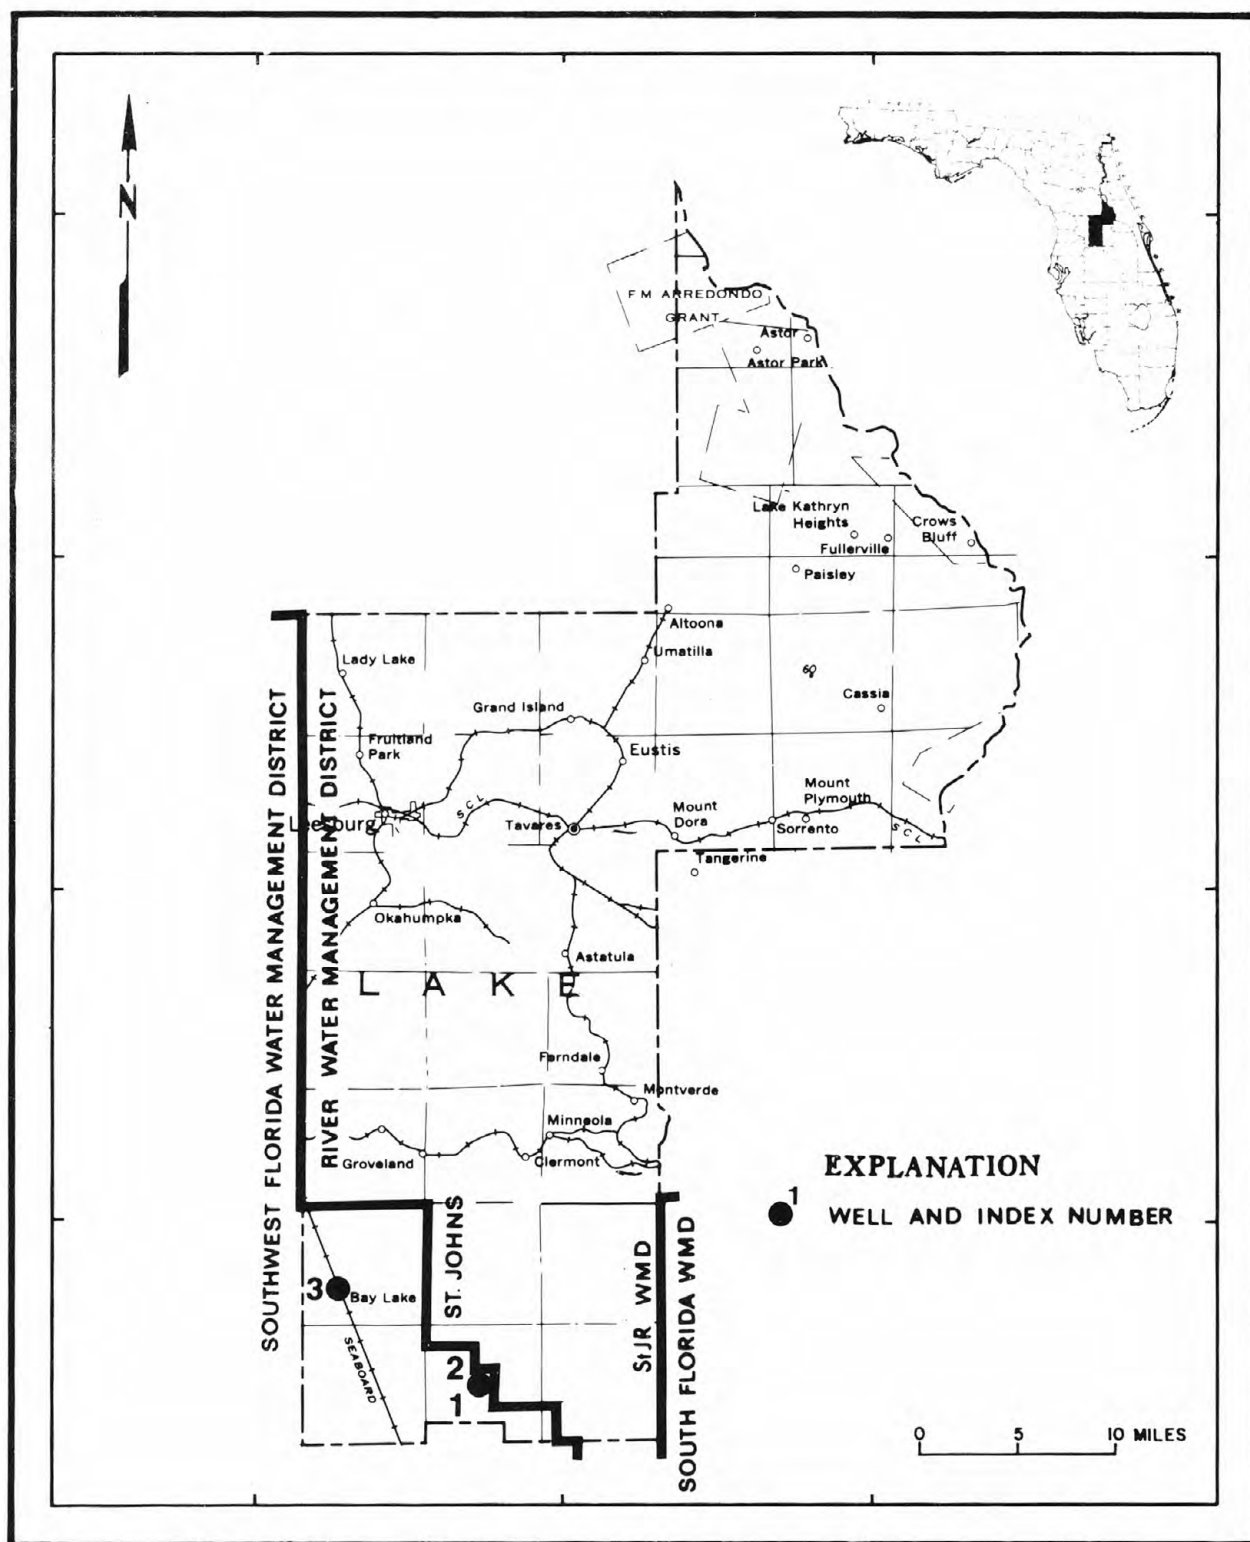 N
F M ARREDONDO
GRANT
Astor
Astor Park
Lake Kathryn
Heights
Crows
Bluff
Fullerville
Paisley
Altoona
Umatilla
Lady Lake
Cassia
Grand Island
Fruitland
Park
Eustis
Mount
Plymouth
Mount
Dora
SCL
Leesburg
Tavares
Sorrento
SCL
Tangerine
Okahumpka
Astatula
LAKE
Ferndale
Montverde
Minneola
Groveland
Clermont
SOUTHWEST FLORIDA WATER MANAGEMENT DISTRICT
RIVER WATER MANAGEMENT DISTRICT
ST. JOHNS
StJR WMD
SOUTH FLORIDA WMD
EXPLANATION
1
WELL AND INDEX NUMBER
3
Bay Lake
SEABOARD
2
1
0 5 10 MILES